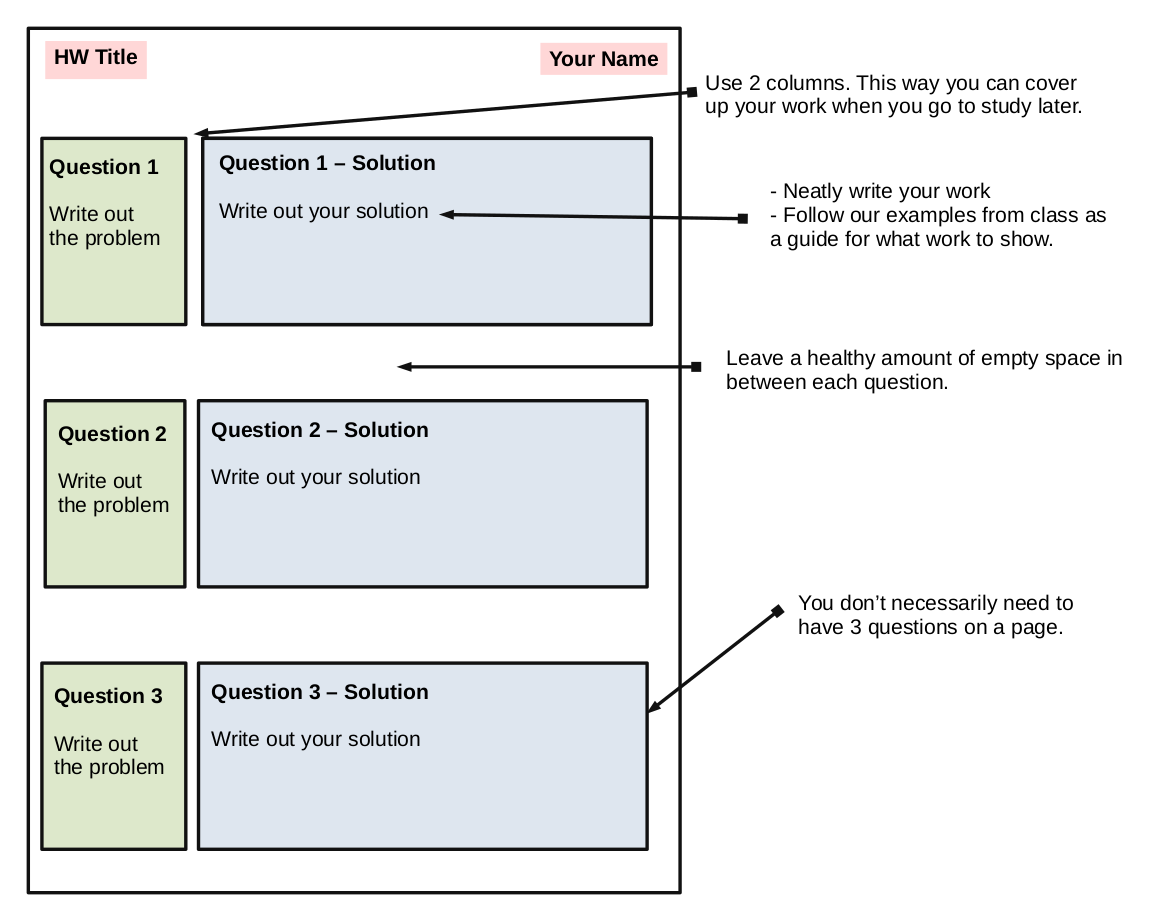 HW Title
Your Name
Use 2 columns. This way you can cover
up your work when you go to study later.
Question 1
Write out
the problem
Question 1 – Solution
Write out your solution
- Neatly write your work
- Follow our examples from class as
a guide for what work to show.
Leave a healthy amount of empty space in
between each question.
Question 2
Write out
the problem
Question 2 – Solution
Write out your solution
You don’t necessarily need to
have 3 questions on a page.
Question 3
Write out
the problem
Question 3 – Solution
Write out your solution